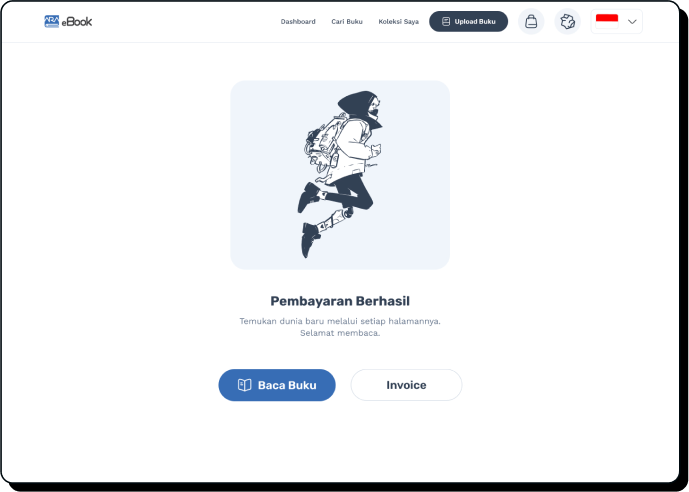 ARA eBook
Dashboard
Cari Buku
Koleksi Saya
Upload Buku
Pembayaran Berhasil
Temukan dunia baru melalui setiap halamannya.
Selamat membaca.
Baca Buku
Invoice